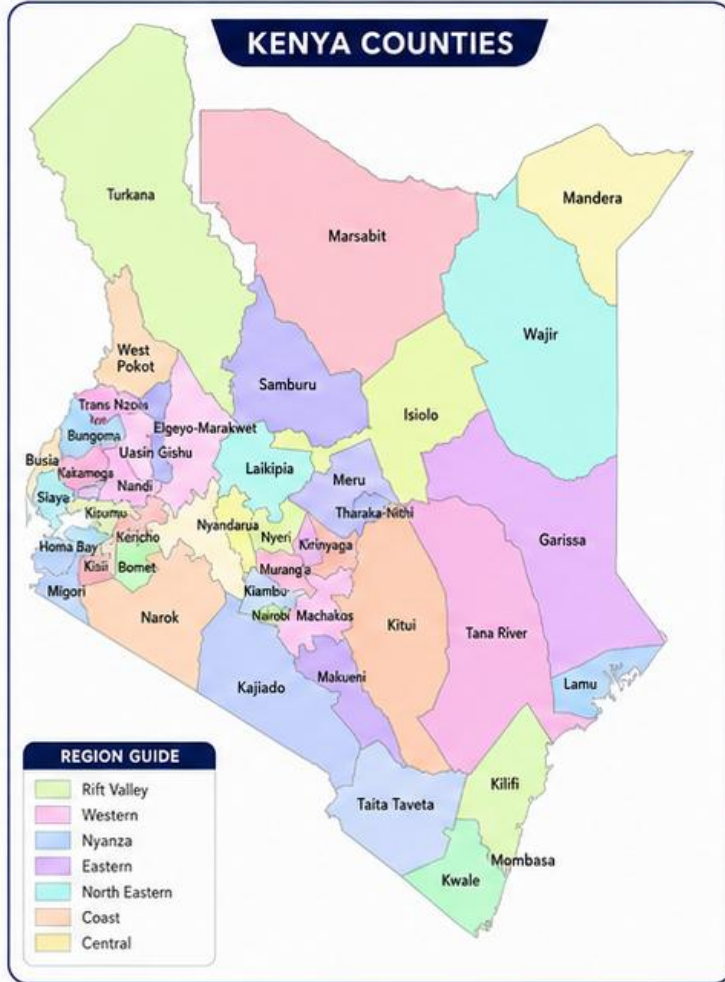 KENYA COUNTIES
Turkana
Marsabit
Mandera
Wajir
West
Pokot
Samburu
Isiolo
Elgeyo-Marakwet
Bungoma
Uasin Gishu
Busia
Kakamega
Nandi
Laikipia
Meru
Siaya
Kisumu
Kericho
Nyandarua
Nyeri
Tharaka-Nithi
Kirinyaga
Garissa
Homa Bay
Kisii
Bomet
Murang'a
Migori
Narok
Kiambu
Nairobi
Machakos
Kitui
Tana River
Kajiado
Makueni
Lamu
REGION GUIDE
Rift Valley
Western
Nyanza
Eastern
North Eastern
Coast
Central
Taita Taveta
Kilifi
Mombasa
Kwale